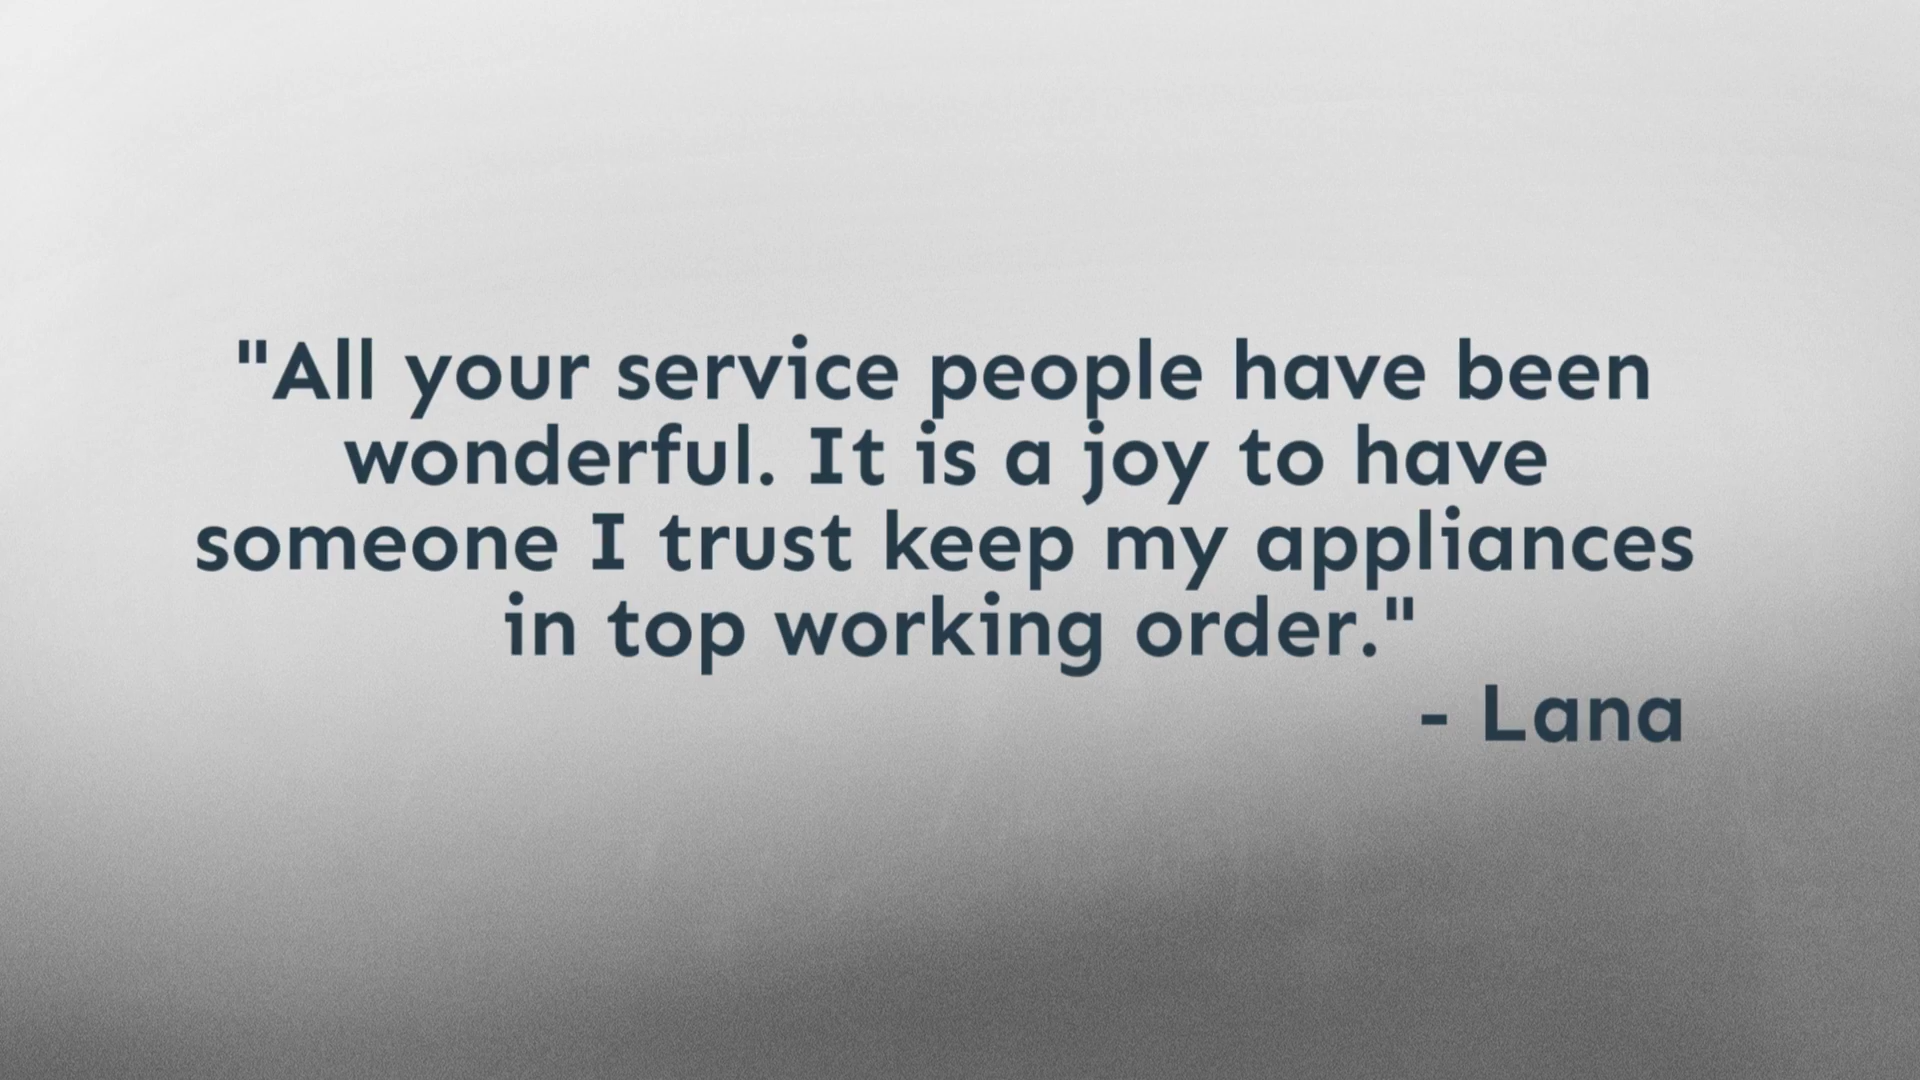 "All your service people have been
wonderful. It is a joy to have
someone I trust keep my appliances
in top working order."
- Lana